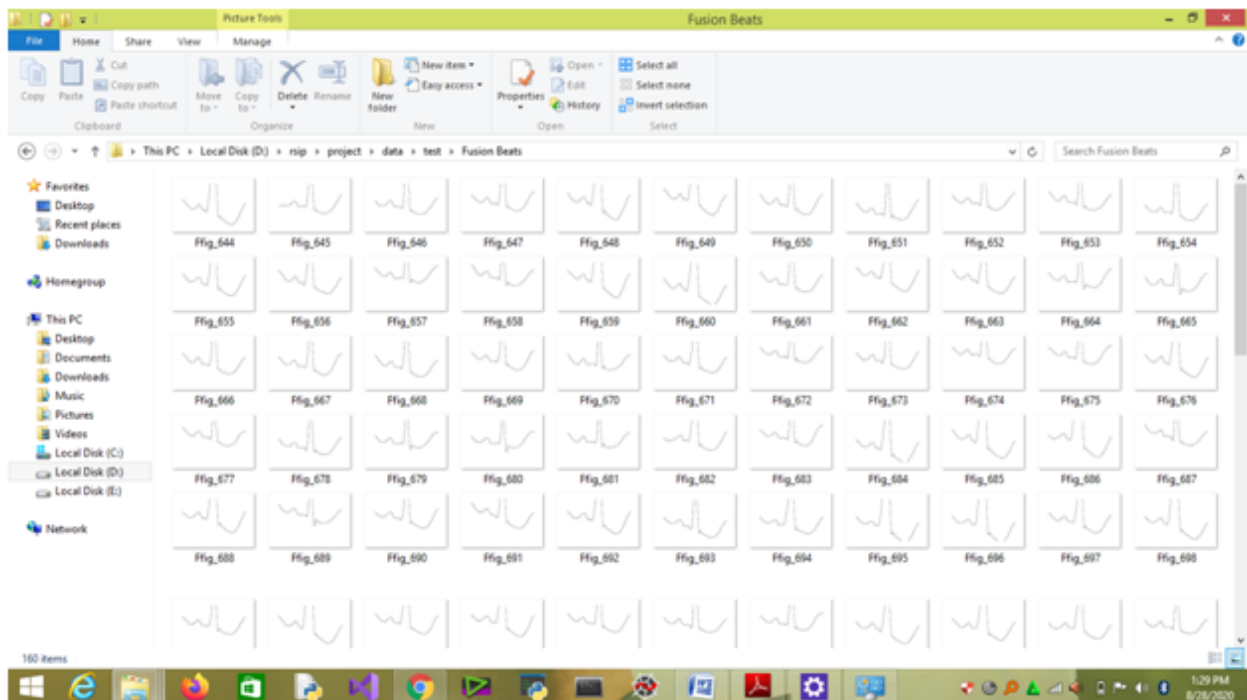 Picture Tools
Fusion Beats
File Home Share View Manage
Copy
Paste
Cut
Copy path
Paste shortcut
Clipboard
Move to
Copy to
Delete
Rename
Organize
New folder
New item
Easy access
New
Properties
Open
Edit
History
Open
Select all
Select none
Invert selection
Select
This PC Local Disk (D:) rsip project data test Fusion Beats
Search Fusion Beats
Favorites
Desktop
Recent places
Downloads
Homegroup
This PC
Desktop
Documents
Downloads
Music
Pictures
Videos
Local Disk (C:)
Local Disk (D:)
Local Disk (E:)
Network
Ffig_644 Ffig_645 Ffig_646 Ffig_647 Ffig_648 Ffig_649 Ffig_650 Ffig_651 Ffig_652 Ffig_653 Ffig_654
Ffig_655 Ffig_656 Ffig_657 Ffig_658 Ffig_659 Ffig_660 Ffig_661 Ffig_662 Ffig_663 Ffig_664 Ffig_665
Ffig_666 Ffig_667 Ffig_668 Ffig_669 Ffig_670 Ffig_671 Ffig_672 Ffig_673 Ffig_674 Ffig_675 Ffig_676
Ffig_677 Ffig_678 Ffig_679 Ffig_680 Ffig_681 Ffig_682 Ffig_683 Ffig_684 Ffig_685 Ffig_686 Ffig_687
Ffig_688 Ffig_689 Ffig_690 Ffig_691 Ffig_692 Ffig_693 Ffig_694 Ffig_695 Ffig_696 Ffig_697 Ffig_698
160 items
1:29 PM
8/28/2020